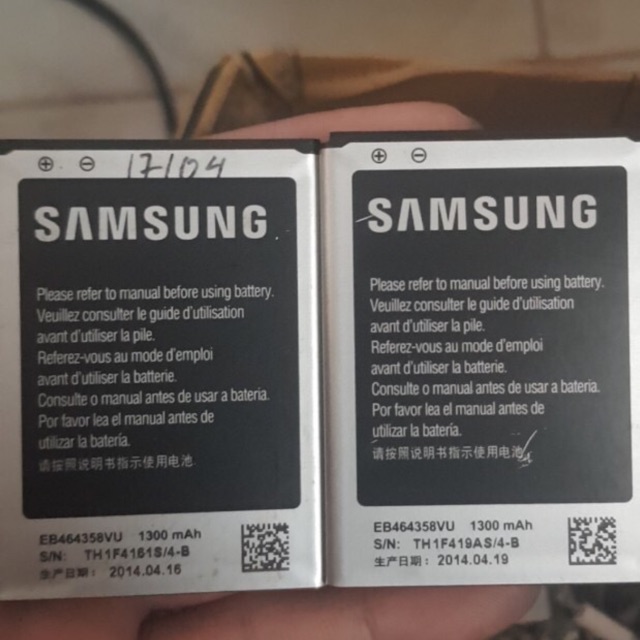 ⊕ ⊖ 17/04
SAMSUNG
Please refer to manual before using battery.
Veuillez consulter le guide d'utilisation
avant d'utiliser la pile.
Referez-vous au mode d'emploi
avant d'utiliser la batterie.
Consulte o manual antes de usar a bateria.
Por favor lea el manual antes de
utilizar la batería.
请按照说明书指示使用电池
EB464358VU 1300 mAh
S/N: TH1F4161S/4-B
生产日期: 2014.04.16
⊕ ⊖
SAMSUNG
Please refer to manual before using battery.
Veuillez consulter le guide d'utilisation
avant d'utiliser la pile.
Referez-vous au mode d'emploi
avant d'utiliser la batterie.
Consulte o manual antes de usar a bateria.
Por favor lea el manual antes de
utilizar la batería.
请按照说明书指示使用电池
EB464358VU 1300 mAh
S/N: TH1F419AS/4-B
生产日期: 2014.04.19